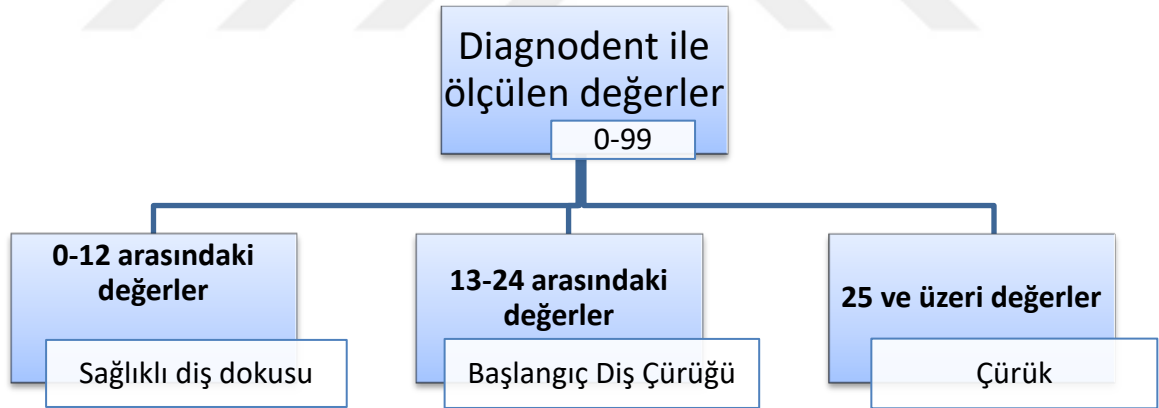 Diagnodent ile
ölçülen değerler
0-99
0-12 arasındaki
değerler
Sağlıklı diş dokusu
13-24 arasındaki
değerler
Başlangıç Diş Çürüğü
25 ve üzeri değerler
Çürük